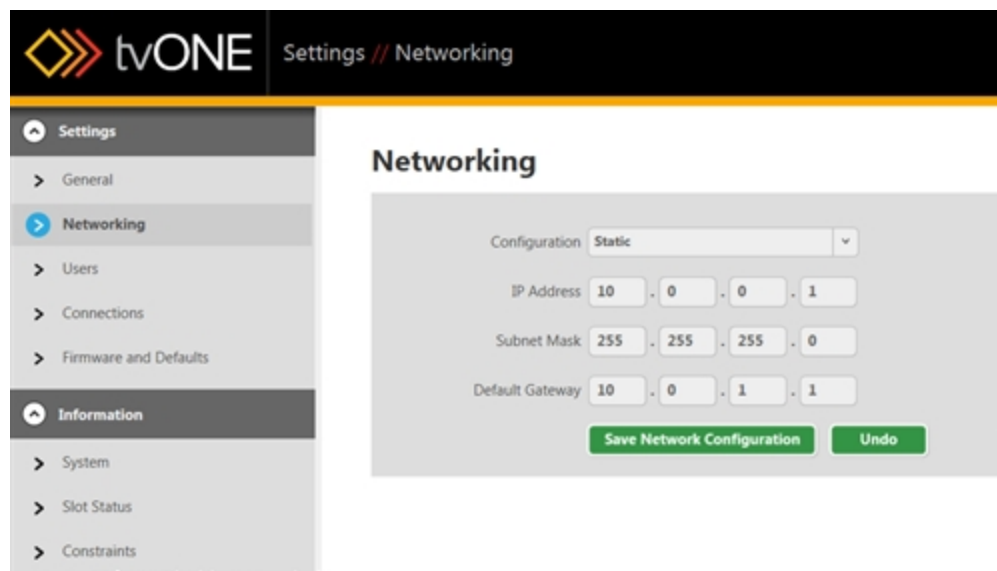 tvONE
Settings // Networking
Settings
General
Networking
Users
Connections
Firmware and Defaults
Information
System
Slot Status
Constraints
Networking
Configuration Static
IP Address 10 . 0 . 0 . 1
Subnet Mask 255 . 255 . 255 . 0
Default Gateway 10 . 0 . 1 . 1
Save Network Configuration Undo